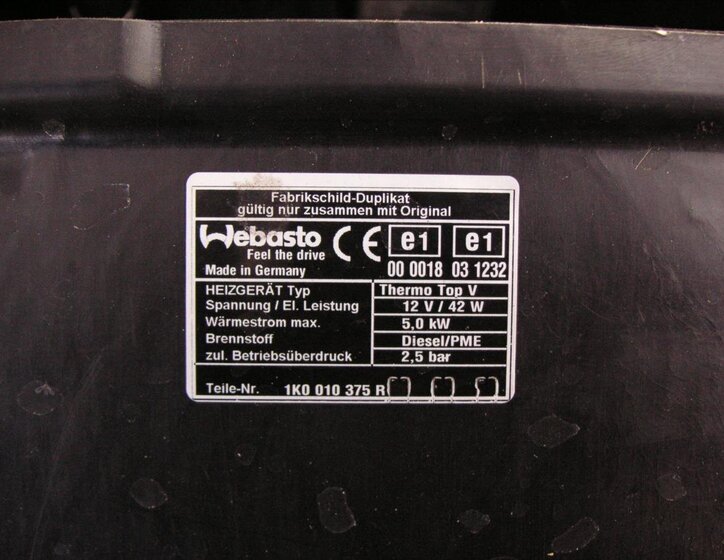 Fabrikschild-Duplikat
gültig nur zusammen mit Original
Webasto CE e1 e1
Feel the drive
Made in Germany 00 0018 03 1232
HEIZGERÄT Typ Thermo Top V
Spannung / El. Leistung 12 V / 42 W
Wärmestrom max. 5,0 kW
Brennstoff Diesel/PME
zul. Betriebsüberdruck 2,5 bar
Teile-Nr. 1K0 010 375 R